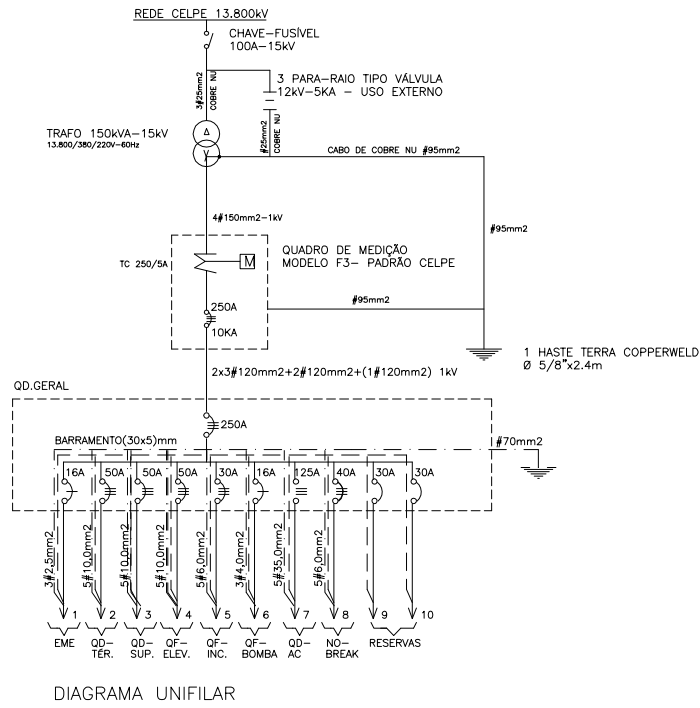 REDE CELPE 13.800kV
CHAVE-FUSÍVEL
100A-15kV
3#25mm2
COBRE NU
3 PARA-RAIO TIPO VÁLVULA
12kV-5KA - USO EXTERNO
#25mm2
COBRE NU
TRAFO 150kVA-15kV
13.800/380/220V-60Hz
Δ
Y
CABO DE COBRE NU #95mm2
4#150mm2-1kV
#95mm2
TC 250/5A
M
QUADRO DE MEDIÇÃO
MODELO F3- PADRÃO CELPE
#95mm2
250A
10KA
1 HASTE TERRA COPPERWELD
Ø 5/8"x2.4m
2x3#120mm2+2#120mm2+(1#120mm2) 1kV
QD.GERAL
250A
BARRAMENTO(30x5)mm
#70mm2
16A 50A 50A 50A 30A 16A 125A 40A 30A 30A
3#2,5mm2 5#10,0mm2 5#10,0mm2 5#10,0mm2 5#6,0mm2 3#4,0mm2 5#35,0mm2 5#6,0mm2
1 2 3 4 5 6 7 8 9 10
EME QD- QD- QF- QF- QF- QD- NO- RESERVAS
TÉR. SUP. ELEV. INC. BOMBA AC BREAK
DIAGRAMA UNIFILAR